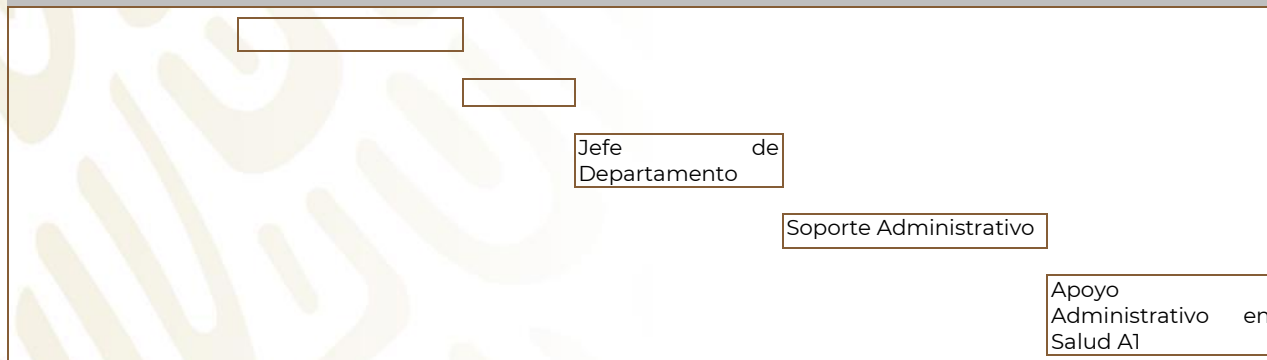 Jefe de
Departamento
Soporte Administrativo
Apoyo
Administrativo en
Salud A1